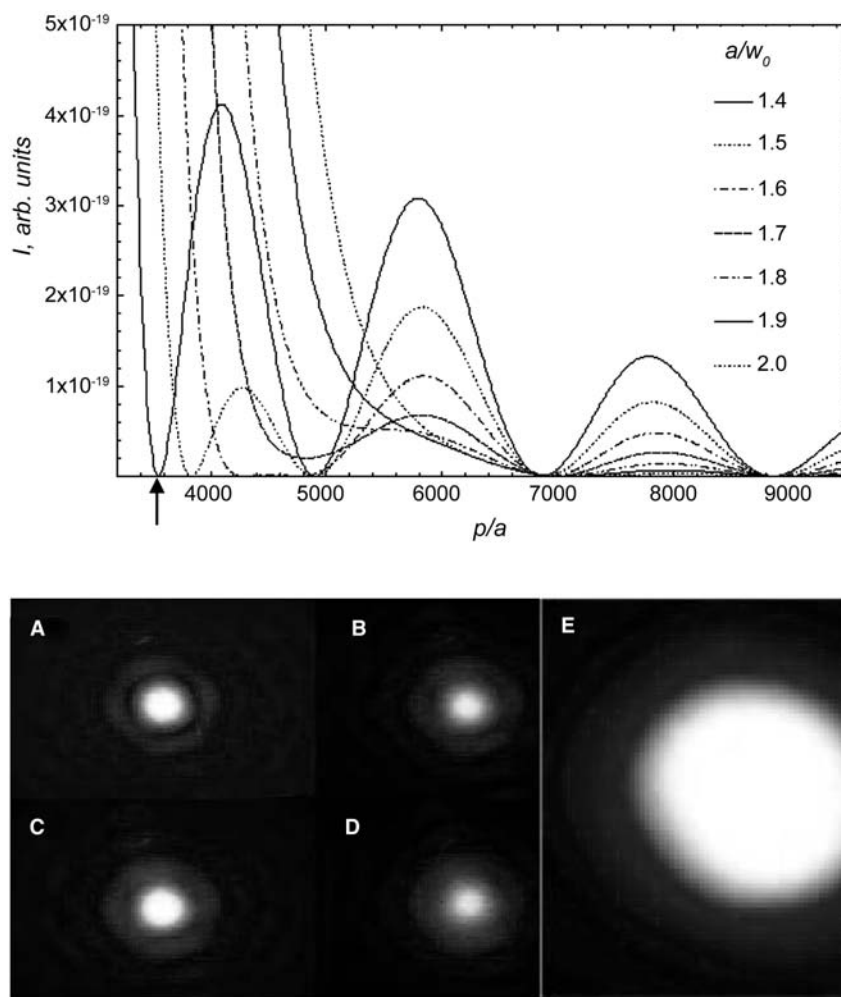 5x10-19
4x10-19
3x10-19
2x10-19
1x10-19
I, arb. units
a/w0
1.4
1.5
1.6
1.7
1.8
1.9
2.0
4000 5000 6000 7000 8000 9000
p/a
A B E
C D